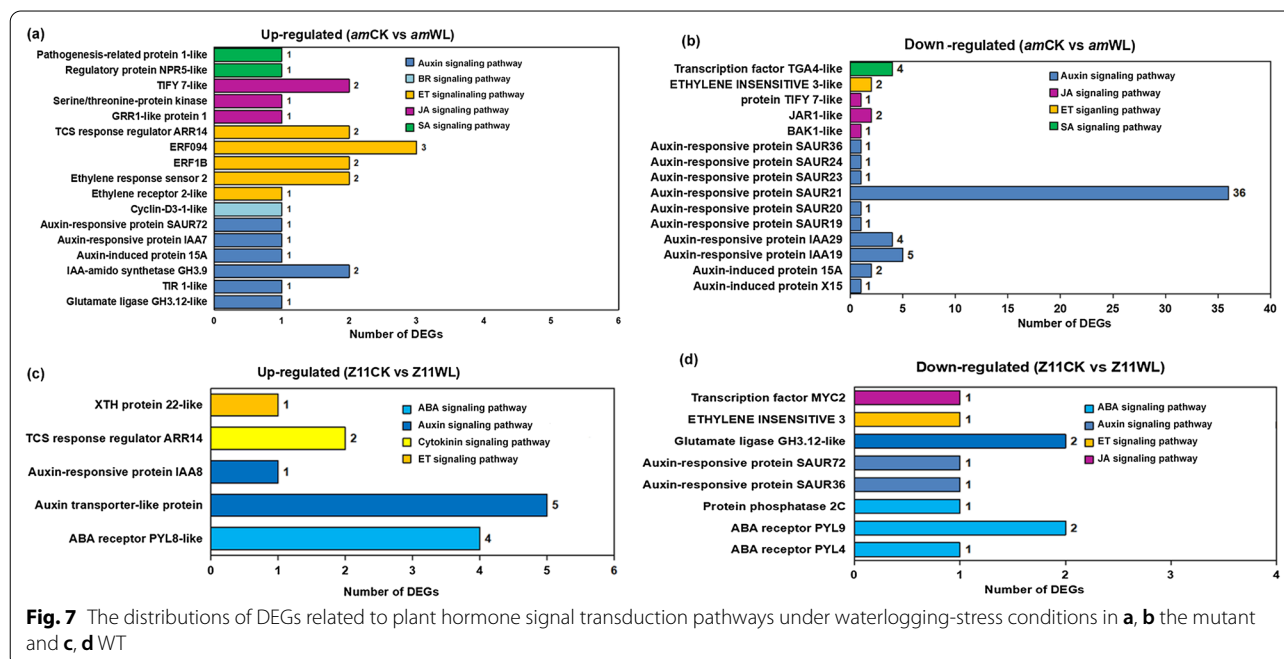 (a)
Up-regulated (amCK vs amWL)
Pathogenesis-related protein 1-like 1
Regulatory protein NPR5-like 1
TIFY 7-like 2
Serine/threonine-protein kinase 1
GRR1-like protein 1 1
TCS response regulator ARR14 2
ERF094 3
ERF1B 2
Ethylene response sensor 2 2
Ethylene receptor 2-like 1
Cyclin-D3-1-like 1
Auxin-responsive protein SAUR72 1
Auxin-responsive protein IAA7 1
Auxin-induced protein 15A 1
IAA-amido synthetase GH3.9 2
TIR 1-like 1
Glutamate ligase GH3.12-like 1
Auxin signaling pathway
BR signaling pathway
ET signalinaling pathway
JA signaling pathway
SA signaling pathway
0 1 2 3 4 5 6
Number of DEGs
(b)
Down -regulated (amCK vs amWL)
Transcription factor TGA4-like 4
ETHYLENE INSENSITIVE 3-like 2
protein TIFY 7-like 1
JAR1-like 2
BAK1-like 1
Auxin-responsive protein SAUR36 1
Auxin-responsive protein SAUR24 1
Auxin-responsive protein SAUR23 1
Auxin-responsive protein SAUR21 36
Auxin-responsive protein SAUR20 1
Auxin-responsive protein SAUR19 1
Auxin-responsive protein IAA29 4
Auxin-responsive protein IAA19 5
Auxin-induced protein 15A 2
Auxin-induced protein X15 1
Auxin signaling pathway
JA signaling pathway
ET siganling pathway
SA signaling pathway
0 5 10 15 20 25 30 35 40
Number of DEGs
(c)
Up-regulated (Z11CK vs Z11WL)
XTH protein 22-like 1
TCS response regulator ARR14 2
Auxin-responsive protein IAA8 1
Auxin transporter-like protein 5
ABA receptor PYL8-like 4
ABA signaling pathway
Auxin signaling pathway
Cytokinin signaling pathway
ET signaling pathway
0 1 2 3 4 5 6
Number of DEGs
(d)
Down-regulated (Z11CK vs Z11WL)
Transcription factor MYC2 1
ETHYLENE INSENSITIVE 3 1
Glutamate ligase GH3.12-like 2
Auxin-responsive protein SAUR72 1
Auxin-responsive protein SAUR36 1
Protein phosphatase 2C 1
ABA receptor PYL9 2
ABA receptor PYL4 1
ABA signaling pathway
Auxin signaling pathway
ET signaling pathway
JA signaling pathway
0 1 2 3 4
Number of DEGs
Fig. 7 The distributions of DEGs related to plant hormone signal transduction pathways under waterlogging-stress conditions in a, b the mutant
and c, d WT